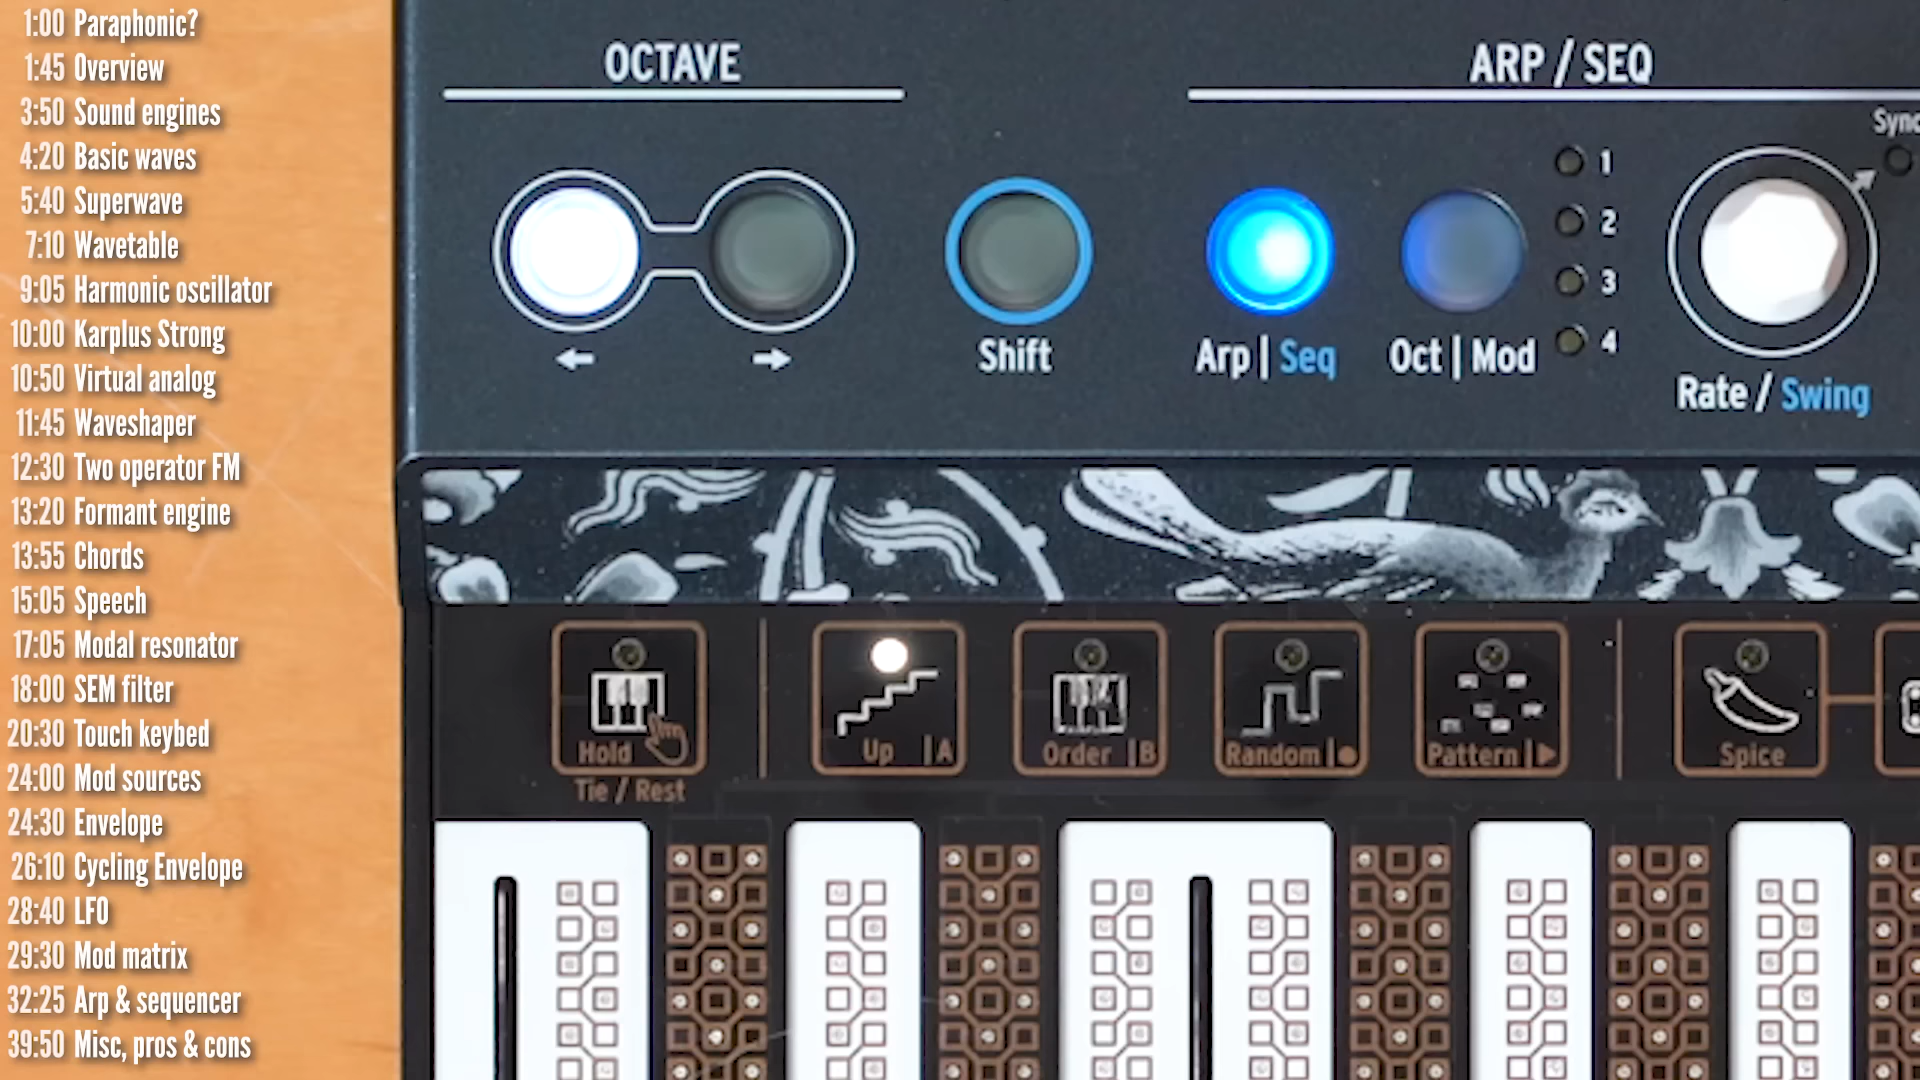 1:00 Paraphonic?
1:45 Overview
3:50 Sound engines
4:20 Basic waves
5:40 Superwave
7:10 Wavetable
9:05 Harmonic oscillator
10:00 Karplus Strong
10:50 Virtual analog
11:45 Waveshaper
12:30 Two operator FM
13:20 Formant engine
13:55 Chords
15:05 Speech
17:05 Modal resonator
18:00 SEM filter
20:30 Touch keybed
24:00 Mod sources
24:30 Envelope
26:10 Cycling Envelope
28:40 LFO
29:30 Mod matrix
32:25 Arp & sequencer
39:50 Misc, pros & cons
OCTAVE
ARP / SEQ
Sync
1
2
3
4
Shift
Arp | Seq
Oct | Mod
Rate / Swing
Hold
Up | A
Order | B
Random |
Pattern |
Spice
Tie / Rest